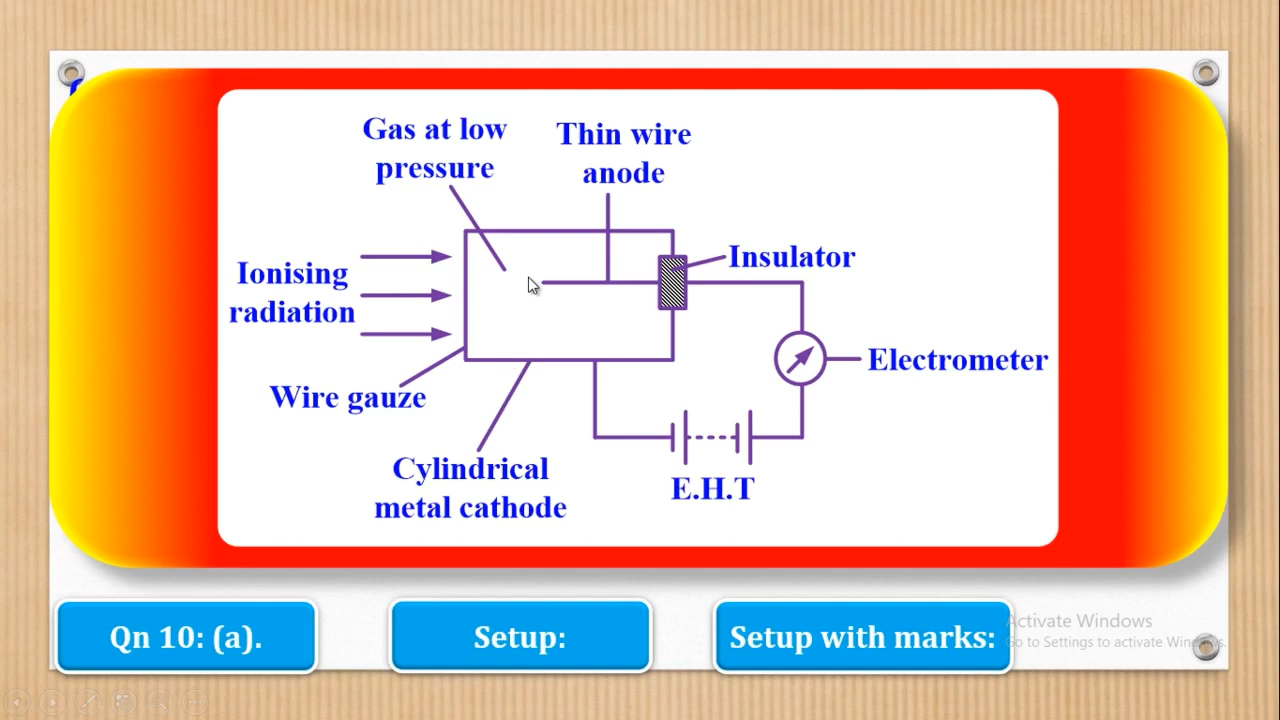 Gas at low
pressure
Thin wire
anode
Ionising
radiation
Insulator
Electrometer
Wire gauze
Cylindrical
metal cathode
E.H.T
Qn 10: (a).
Setup:
Setup with marks:
Activate Windows
Go to Settings to activate Windows.